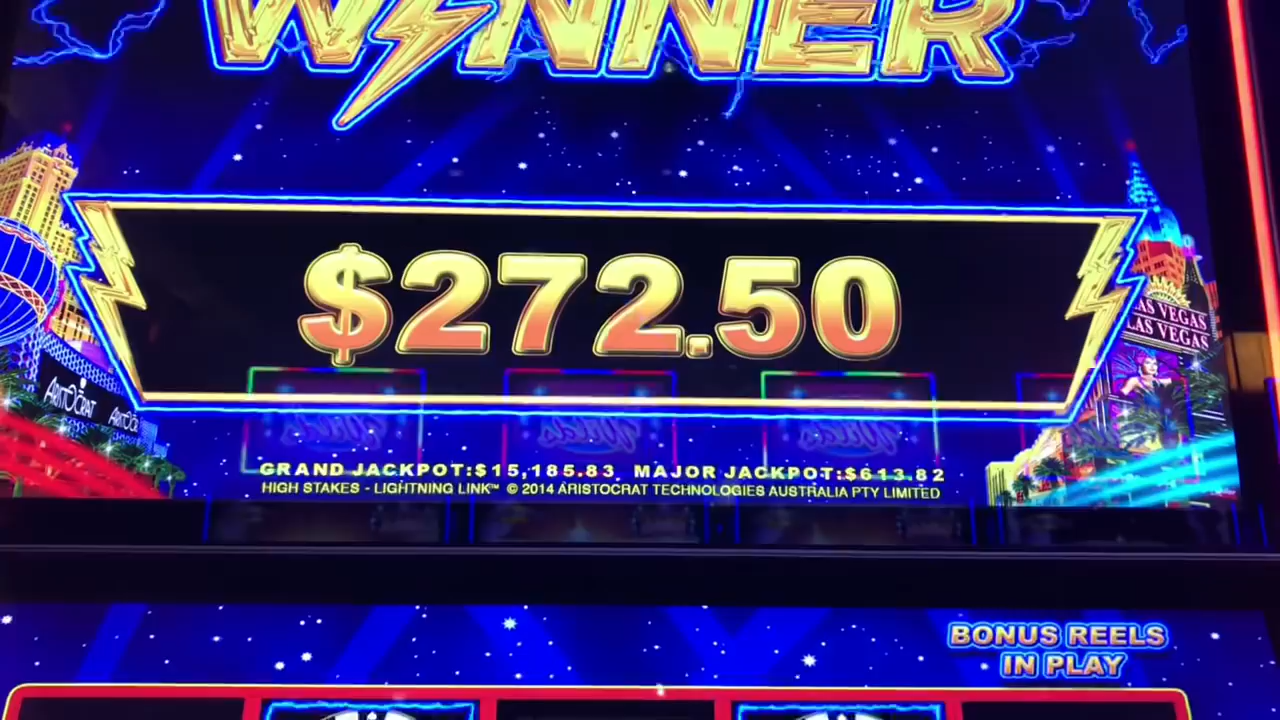 WINNER
$272.50
LAS VEGAS
LAS VEGAS
ARISTOCRAT
GRAND JACKPOT:$15,185.83 MAJOR JACKPOT:$613.82
HIGH STAKES - LIGHTNING LINK™ © 2014 ARISTOCRAT TECHNOLOGIES AUSTRALIA PTY LIMITED
BONUS REELS
IN PLAY